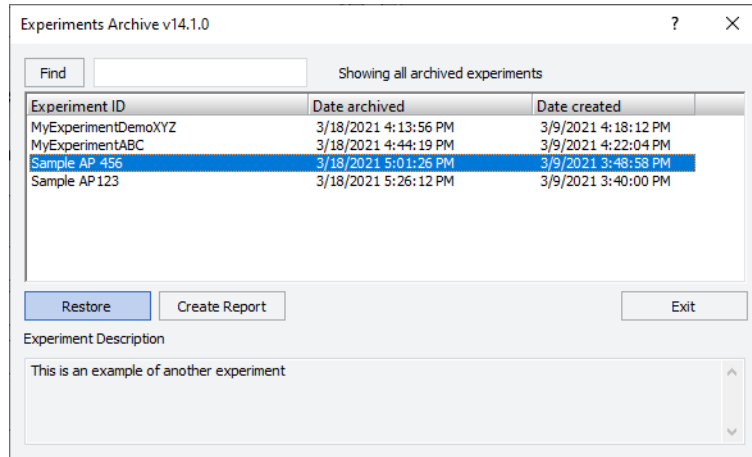 Experiments Archive v14.1.0 ?
Find Showing all archived experiments
Experiment ID Date archived Date created
MyExperimentDemoXYZ 3/18/2021 4:13:56 PM 3/9/2021 4:18:12 PM
MyExperimentABC 3/18/2021 4:44:19 PM 3/9/2021 4:22:04 PM
Sample AP 456 3/18/2021 5:01:26 PM 3/9/2021 3:48:58 PM
Sample AP123 3/18/2021 5:26:12 PM 3/9/2021 3:40:00 PM
Restore Create Report Exit
Experiment Description
This is an example of another experiment